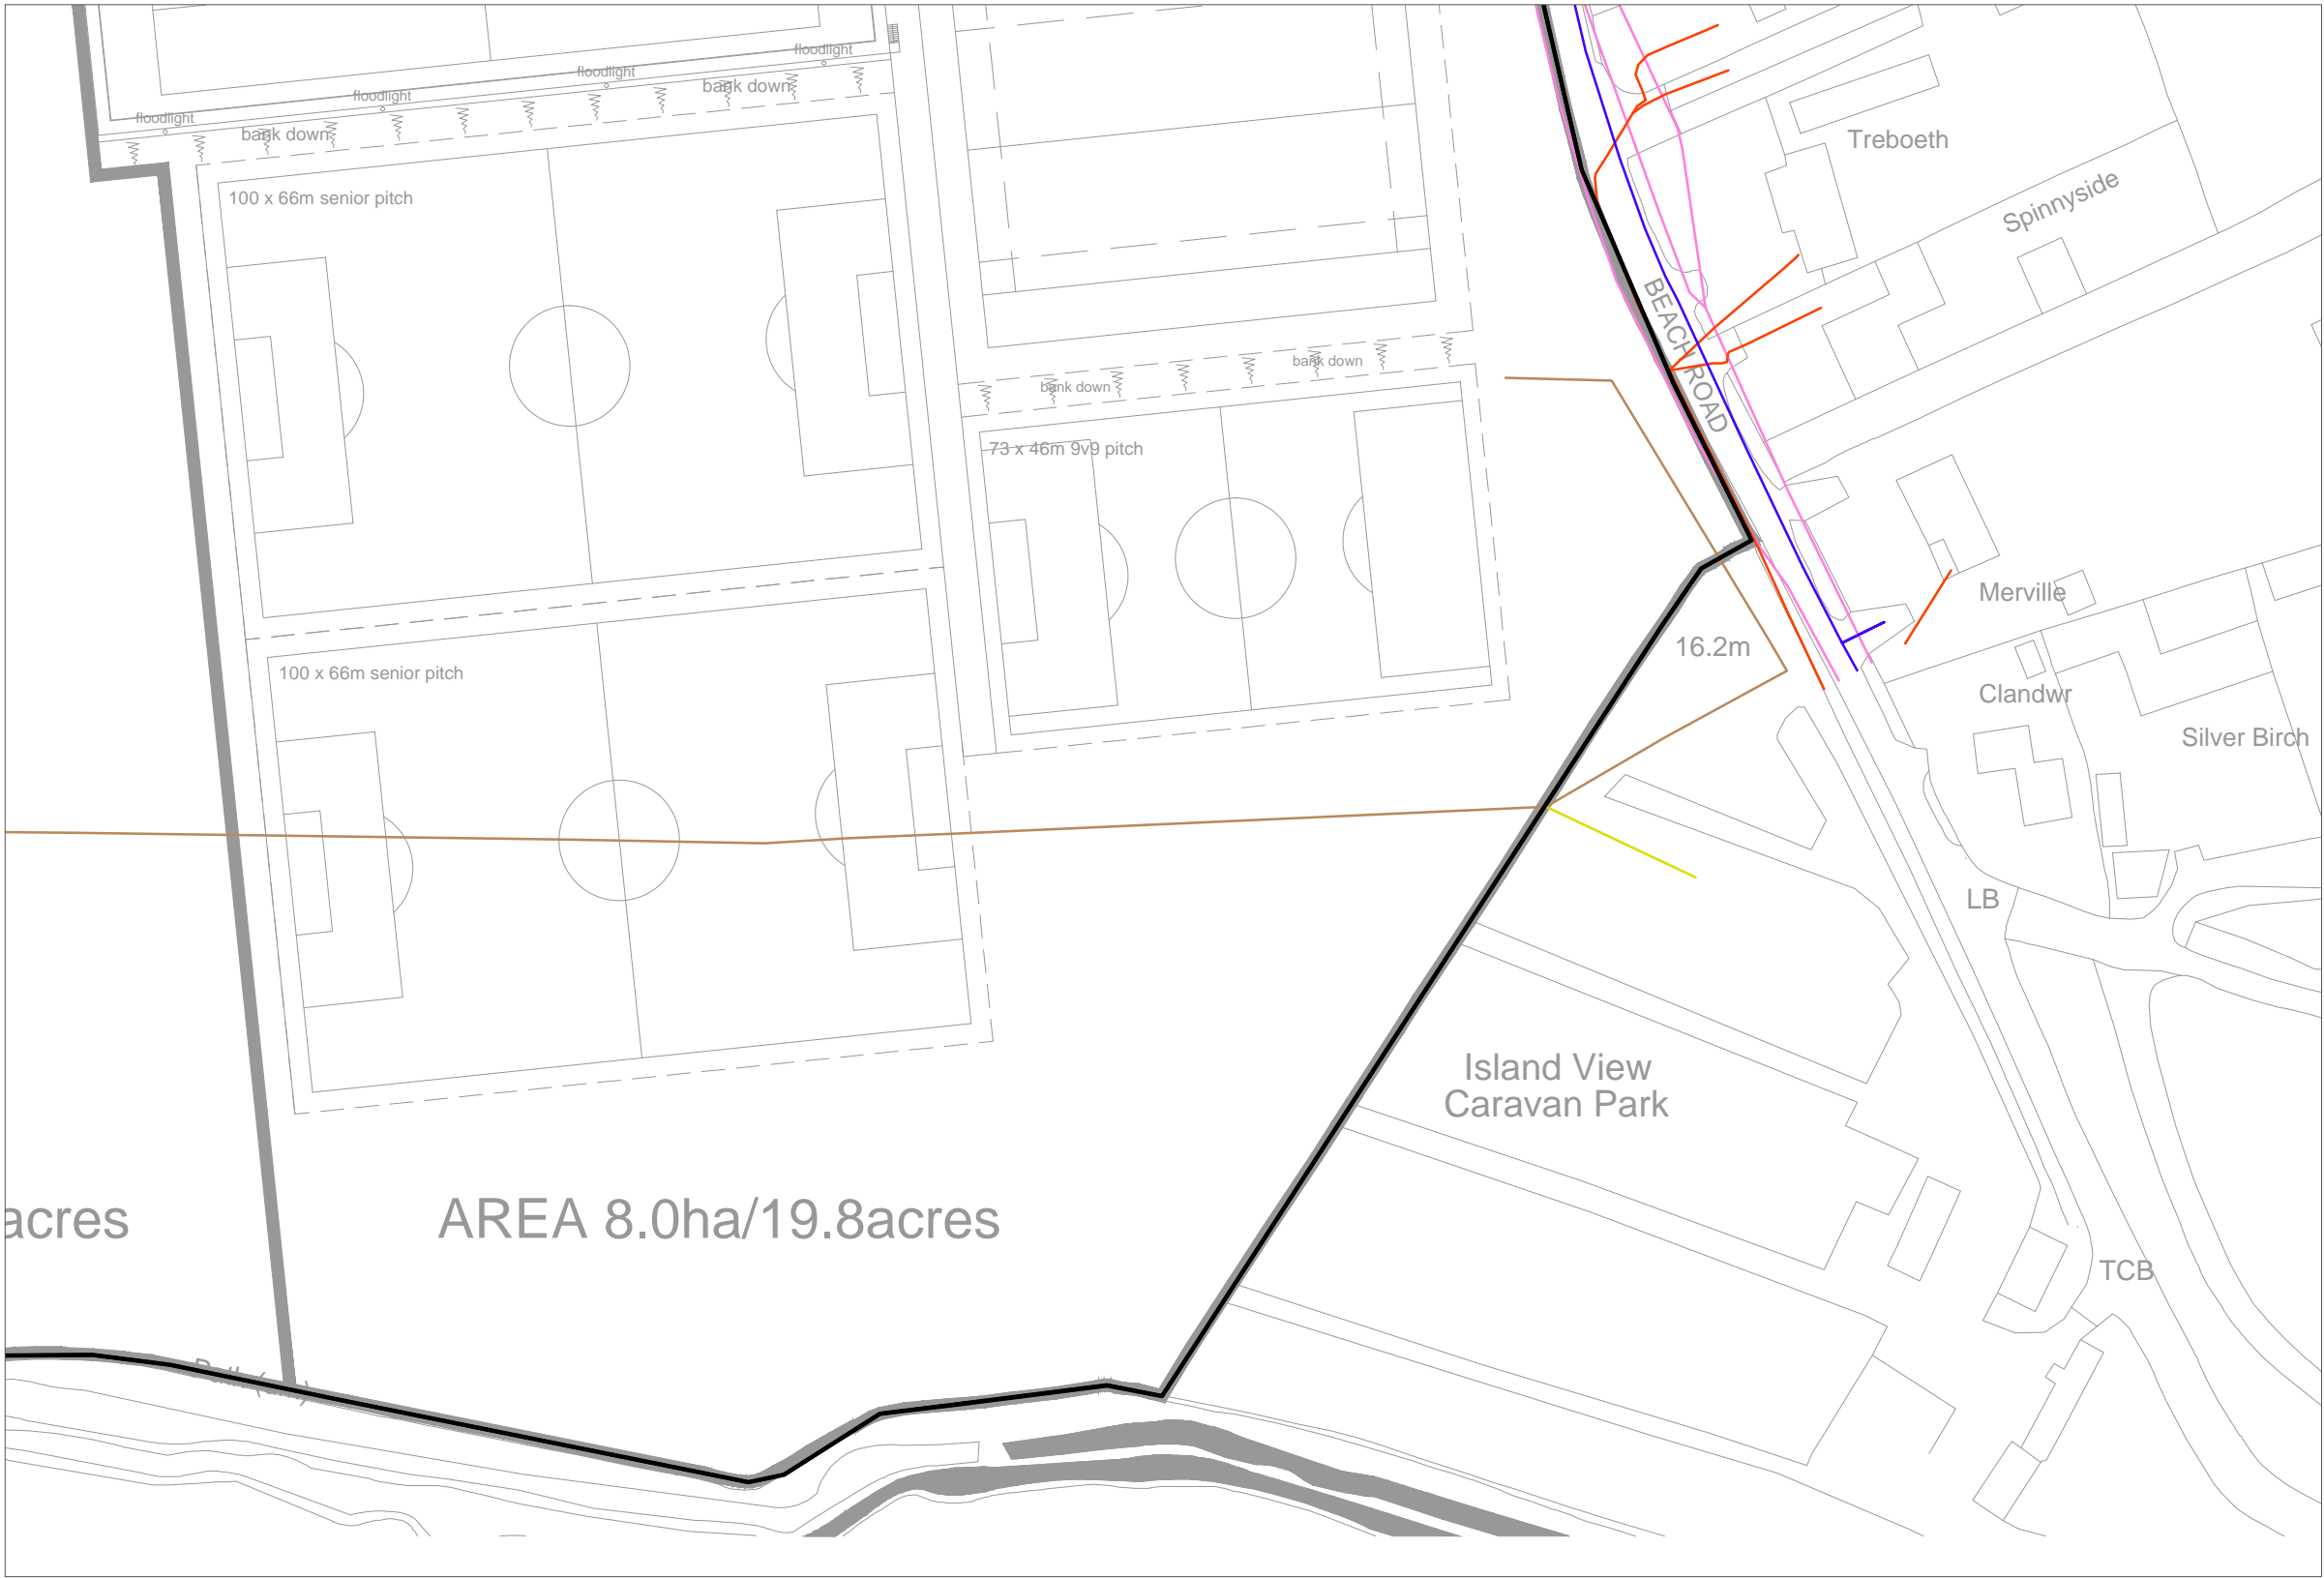 floodlight
floodlight
floodlight
floodlight
bank down
bank down
Treboeth
100 x 66m senior pitch
Spinnyside
BEACH ROAD
bank down
bank down
73 x 46m 9v9 pitch
Merville
16.2m
100 x 66m senior pitch
Clandwr
Silver Birch
LB
Island View
Caravan Park
acres
AREA 8.0ha/19.8acres
TCB